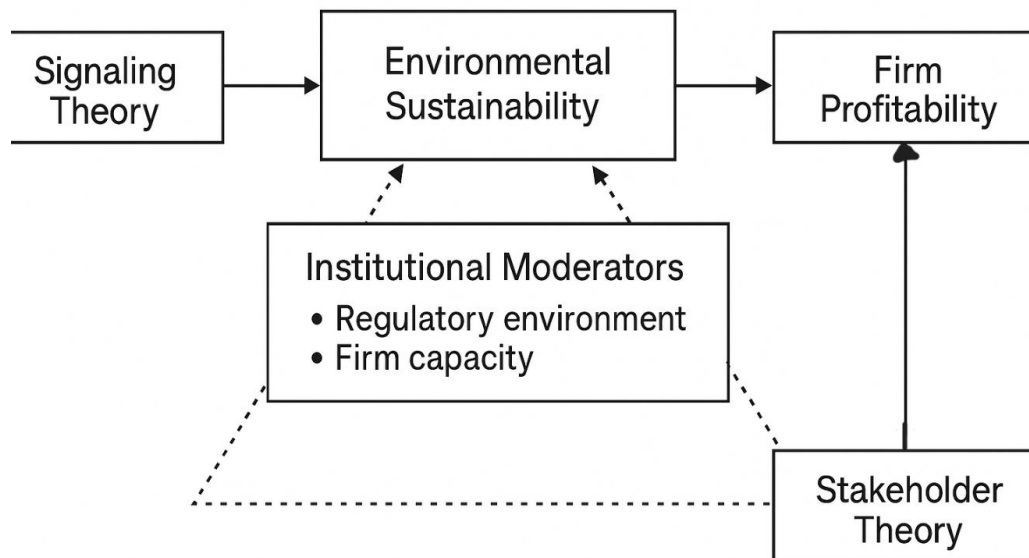 Signaling
Theory
Environmental
Sustainability
Firm
Profitability
Institutional Moderators
• Regulatory environment
• Firm capacity
Stakeholder
Theory